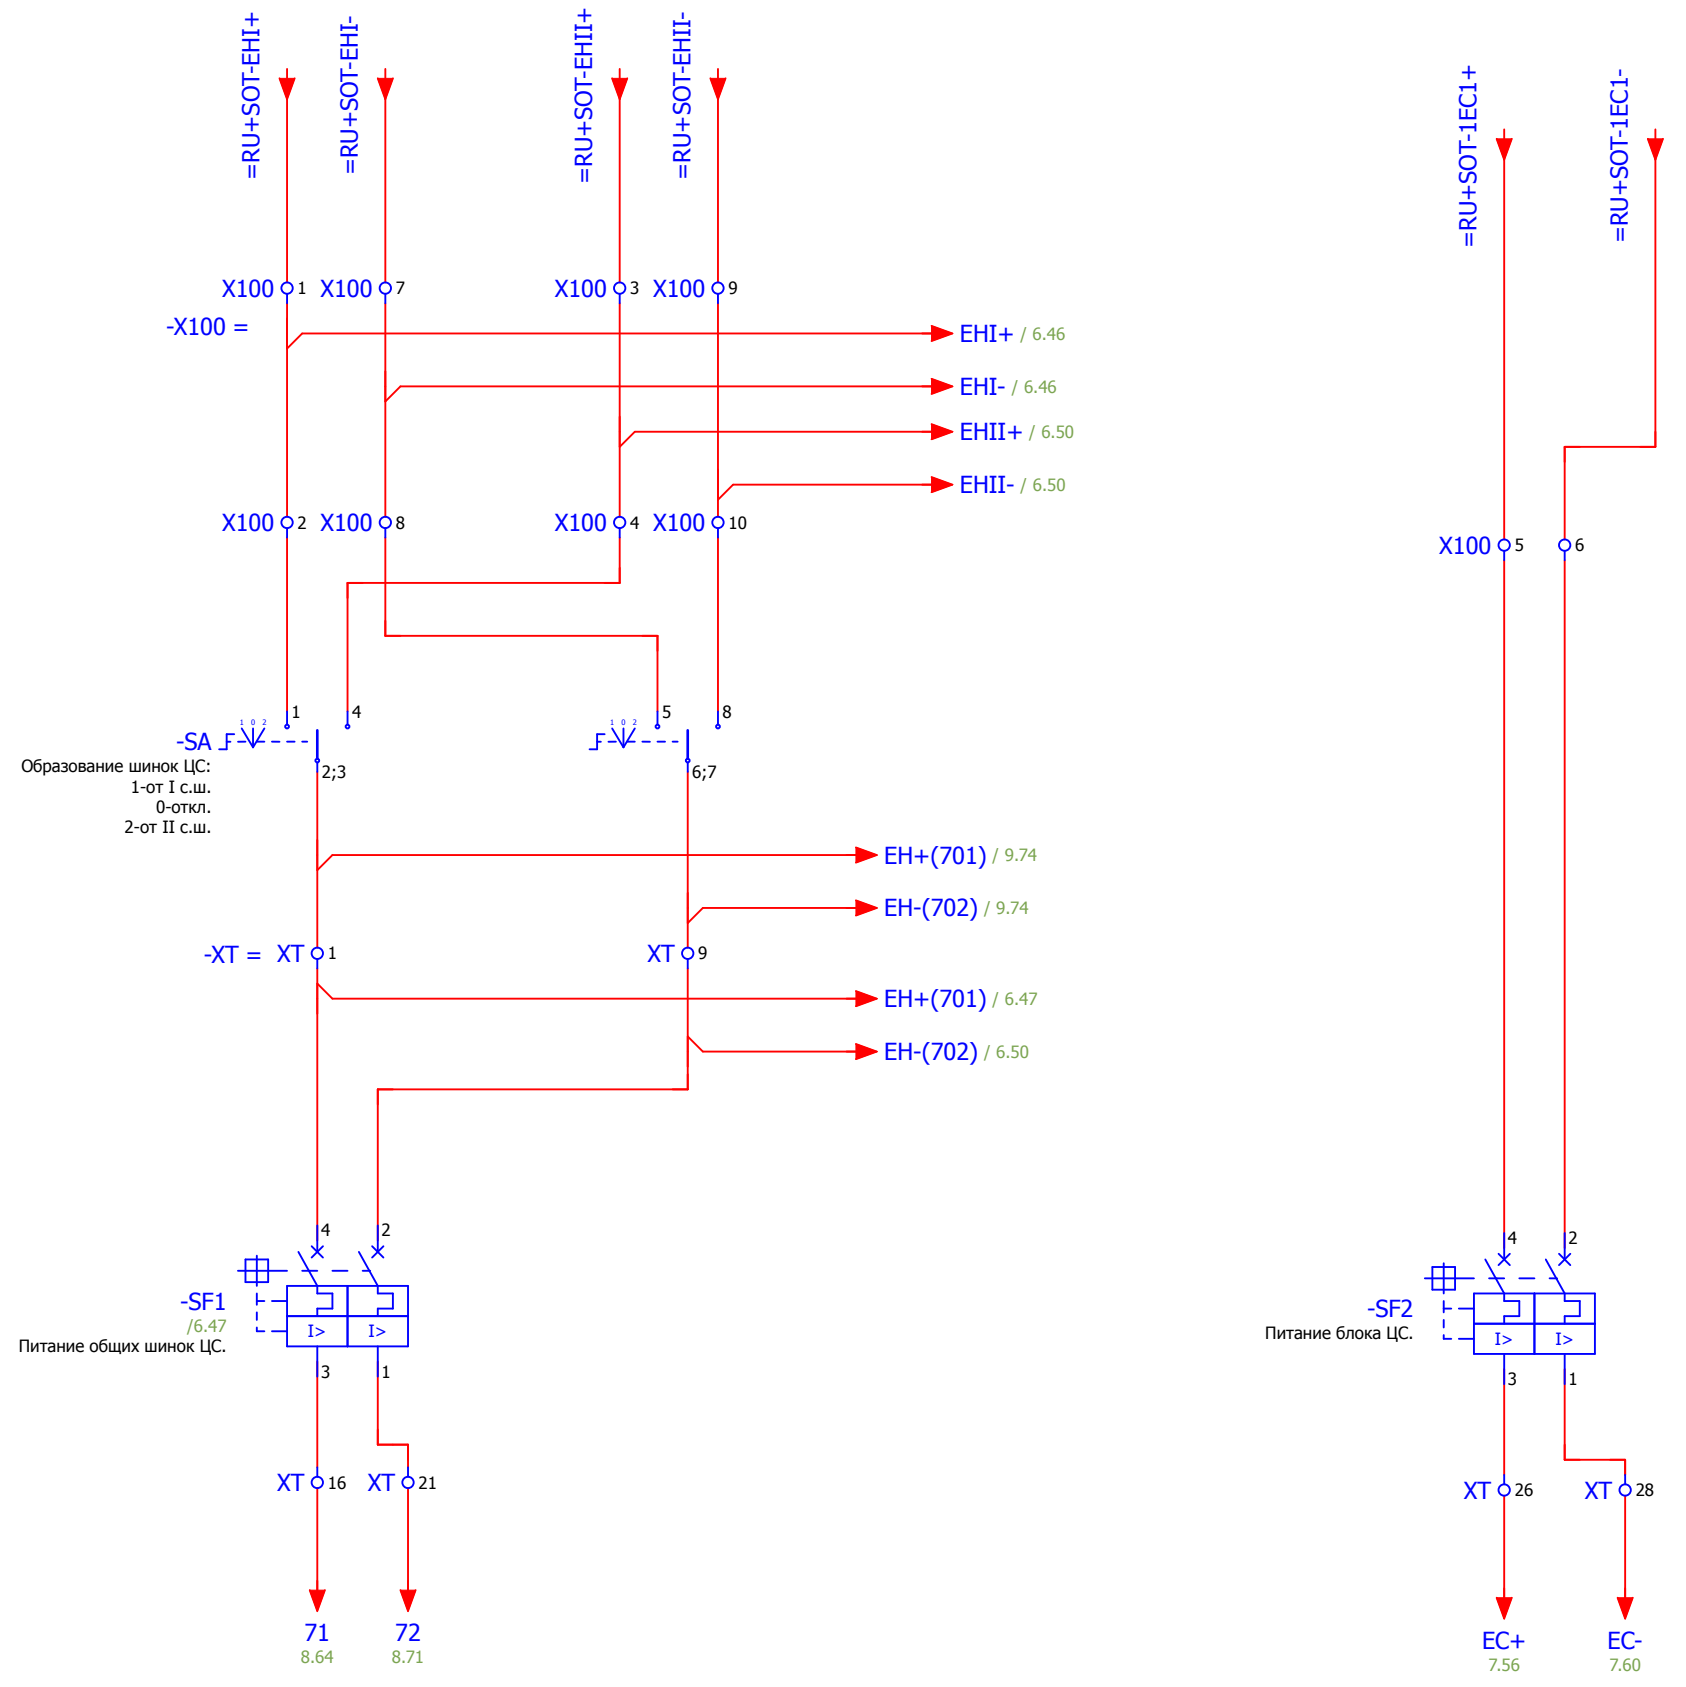 =RU+SOT-EHI+
=RU+SOT-EHI-
=RU+SOT-EHII+
=RU+SOT-EHII-
=RU+SOT-1EC1+
=RU+SOT-1EC1-
X100 1 X100 7 X100 3 X100 9
-X100 =
EHI+ / 6.46
EHI- / 6.46
EHII+ / 6.50
EHII- / 6.50
X100 2 X100 8 X100 4 X100 10
X100 5 6
1 4 5 8
1 0 2 1 0 2
-SA
2;3 6;7
Образование шинок ЦС:
1-от I с.ш.
0-откл.
2-от II с.ш.
EH+(701) / 9.74
EH-(702) / 9.74
-XT = XT 1 XT 9
EH+(701) / 6.47
EH-(702) / 6.50
4 2 4 2
-SF1
/6.47
Питание общих шинок ЦС.
I> I>
-SF2
Питание блока ЦС.
I> I>
3 1 3 1
XT 16 XT 21 XT 26 XT 28
71 72 EC+ EC-
8.64 8.71 7.56 7.60